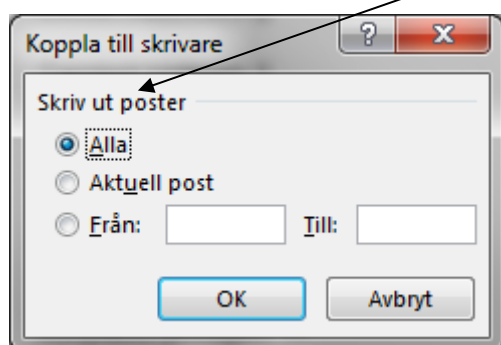 Koppla till skrivare
Skriv ut poster
Alla
Aktuell post
Från: Till:
OK Avbryt